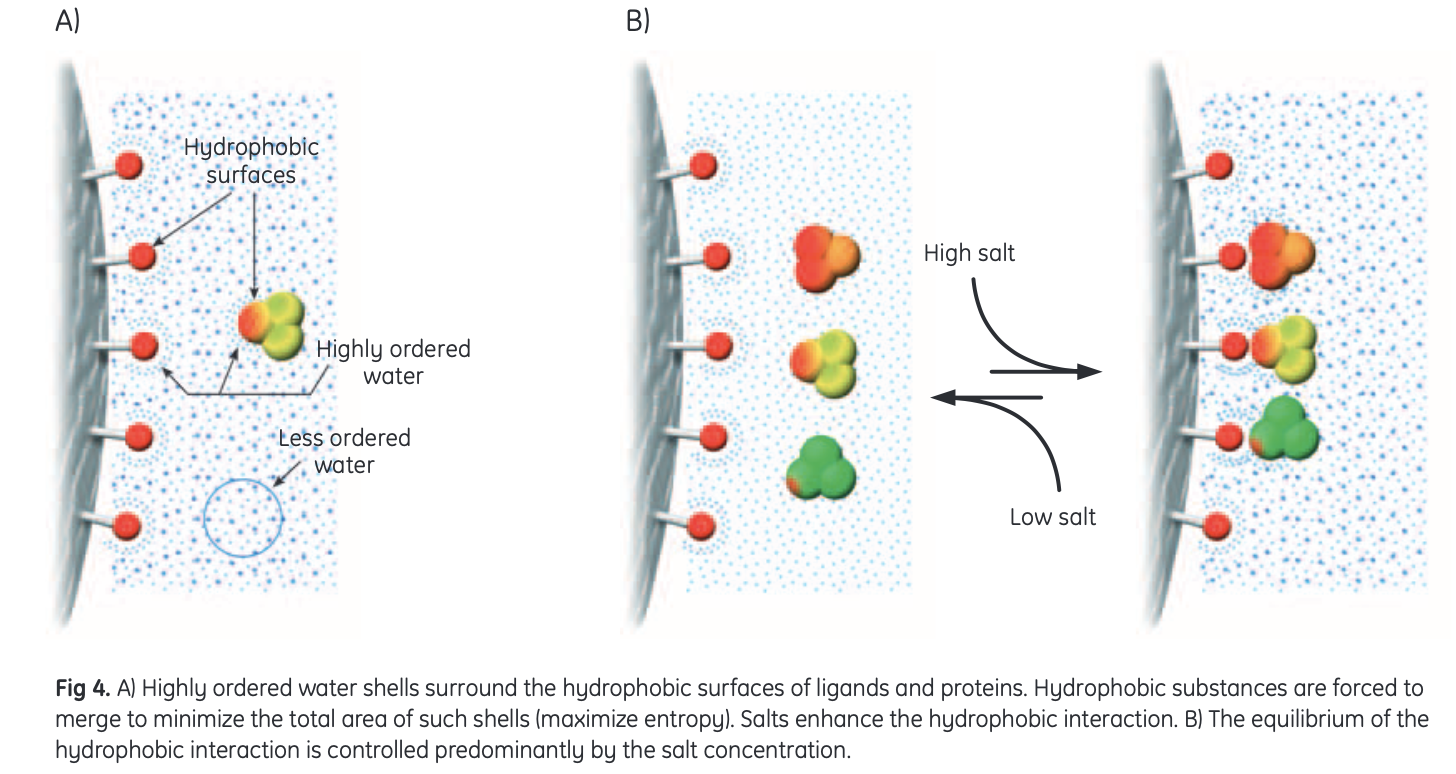 A)
Hydrophobic
surfaces
Highly ordered
water
Less ordered
water
B)
High salt
Low salt
Fig 4. A) Highly ordered water shells surround the hydrophobic surfaces of ligands and proteins. Hydrophobic substances are forced to
merge to minimize the total area of such shells (maximize entropy). Salts enhance the hydrophobic interaction. B) The equilibrium of the
hydrophobic interaction is controlled predominantly by the salt concentration.